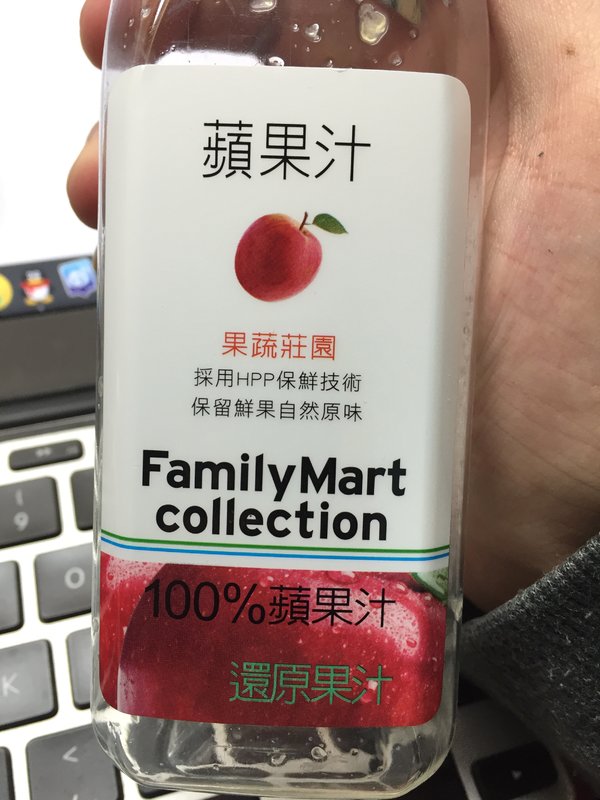 蘋果汁
果蔬莊園
採用HPP保鮮技術
保留鮮果自然原味
FamilyMart
collection
100%蘋果汁
還原果汁
(
9
O
K
L
<
,